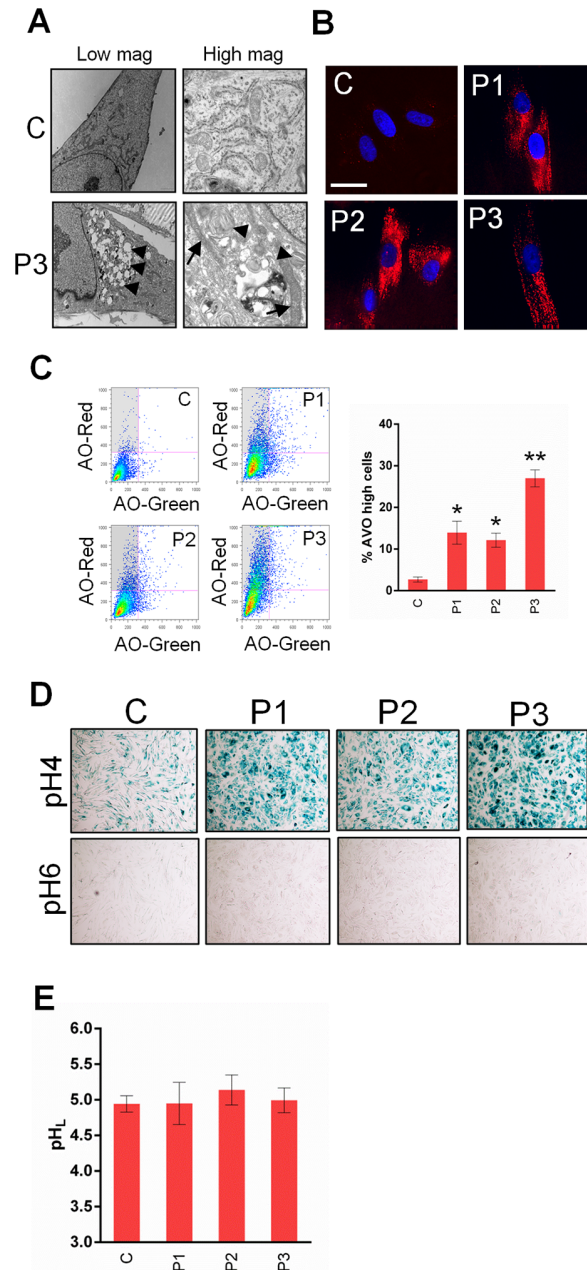 A
Low mag High mag
C
P3
B
C P1
P2 P3
C
C P1
AO-Red AO-Red
AO-Green AO-Green
P2 P3
AO-Red AO-Red
AO-Green AO-Green
% AVO high cells
40
30
20
10
0
* * **
C P1 P2 P3
D
C P1 P2 P3
pH4
pH6
E
pHL
6.0
5.5
5.0
4.5
4.0
3.5
3.0
C P1 P2 P3